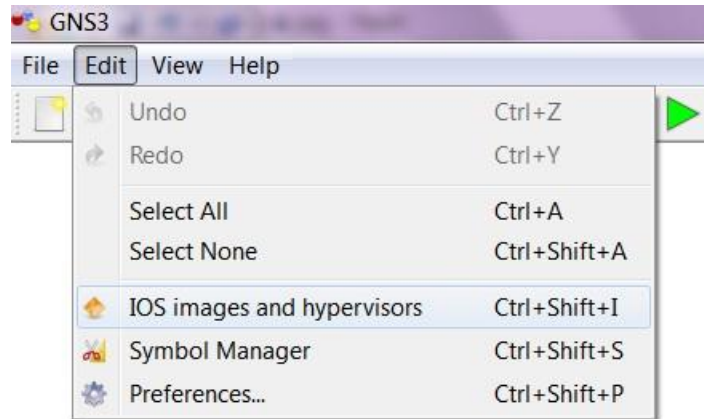 GNS3
File Edit View Help
Undo Ctrl+Z
Redo Ctrl+Y
Select All Ctrl+A
Select None Ctrl+Shift+A
IOS images and hypervisors Ctrl+Shift+I
Symbol Manager Ctrl+Shift+S
Preferences... Ctrl+Shift+P